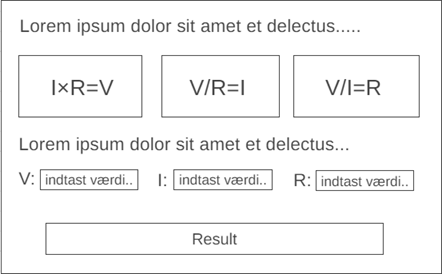 Lorem ipsum dolor sit amet et delectus.....
I×R=V V/R=I V/I=R
Lorem ipsum dolor sit amet et delectus...
V: indtast værdi.. I: indtast værdi.. R: indtast værdi..
Result